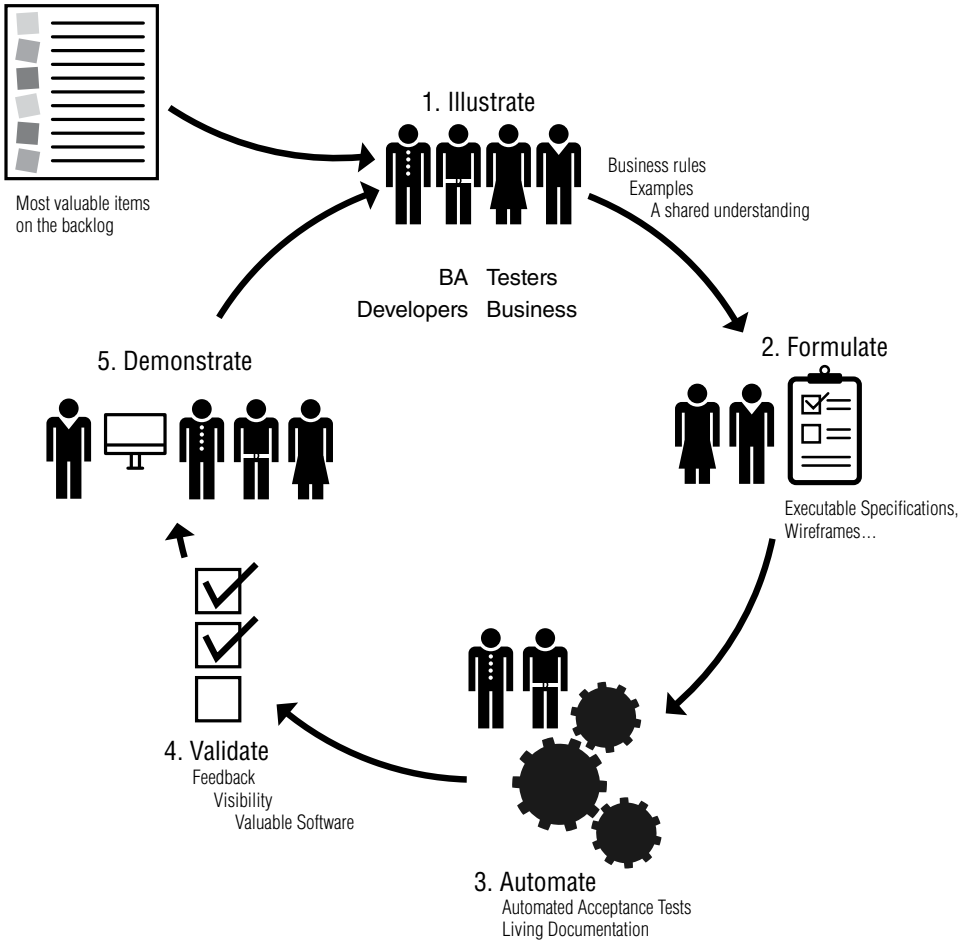 Most valuable items
on the backlog
1. Illustrate
Business rules
Examples
A shared understanding
BA Testers
Developers Business
2. Formulate
Executable Specifications,
Wireframes...
3. Automate
Automated Acceptance Tests
Living Documentation
4. Validate
Feedback
Visibility
Valuable Software
5. Demonstrate